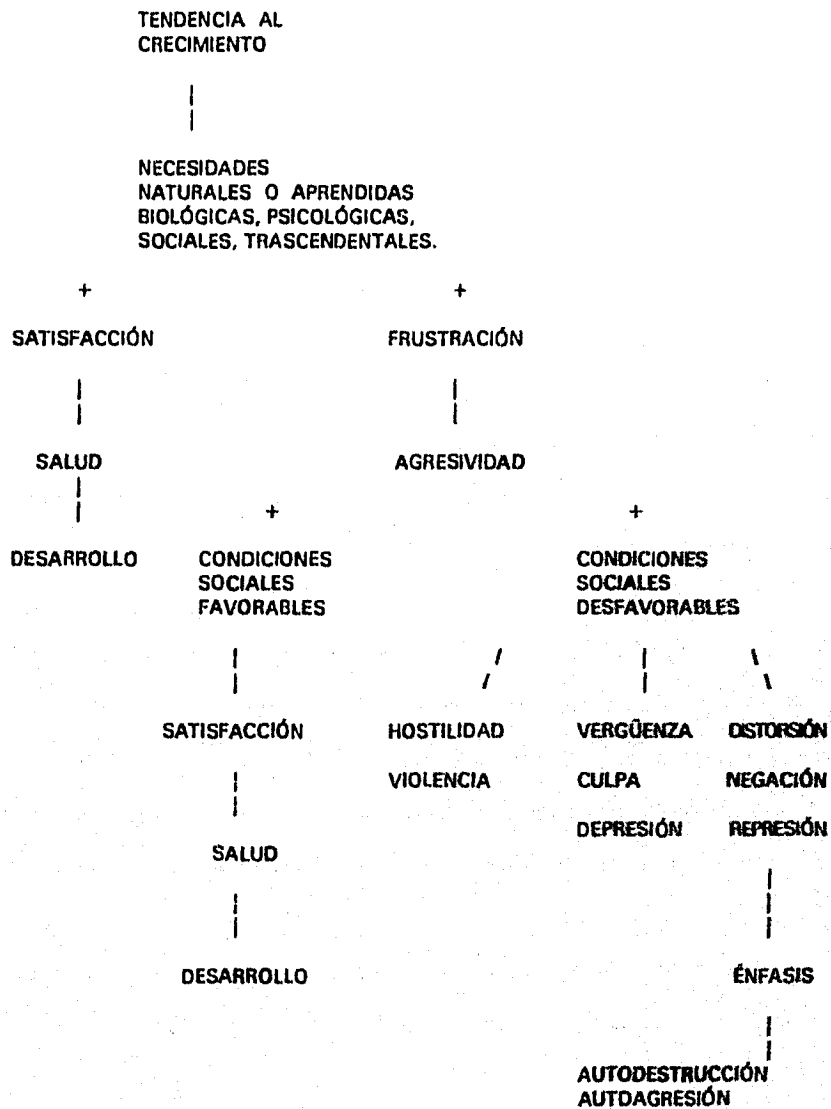 TENDENCIA AL
CRECIMIENTO
NECESIDADES
NATURALES O APRENDIDAS
BIOLÓGICAS, PSICOLÓGICAS,
SOCIALES, TRASCENDENTALES.
+ +
SATISFACCIÓN FRUSTRACIÓN
SALUD AGRESIVIDAD
+ +
DESARROLLO CONDICIONES CONDICIONES
SOCIALES SOCIALES
FAVORABLES DESFAVORABLES
SATISFACCIÓN HOSTILIDAD VERGÜENZA DISTORSIÓN
VIOLENCIA CULPA NEGACIÓN
DEPRESIÓN REPRESIÓN
SALUD
DESARROLLO ÉNFASIS
AUTODESTRUCCIÓN
AUTOAGRESIÓN